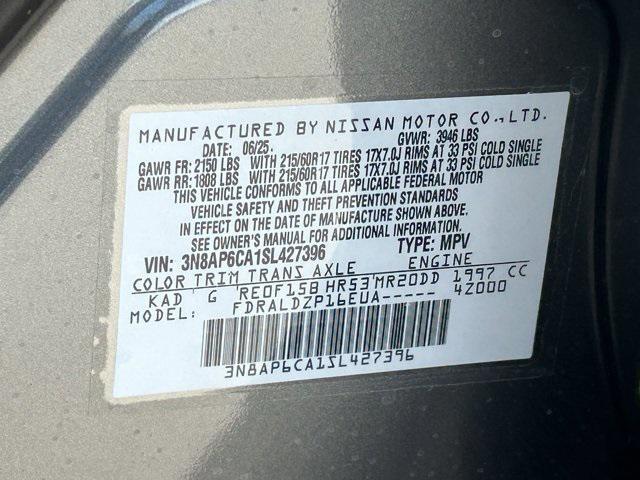 MANUFACTURED BY NISSAN MOTOR CO., LTD.
DATE: 06/25. GVWR: 3946 LBS
GAWR FR: 2150 LBS WITH 215/60R17 TIRES 17X7.0J RIMS AT 33 PSI COLD SINGLE
GAWR RR: 1808 LBS WITH 215/60R17 TIRES 17X7.0J RIMS AT 33 PSI COLD SINGLE
THIS VEHICLE CONFORMS TO ALL APPLICABLE FEDERAL MOTOR
VEHICLE SAFETY AND THEFT PREVENTION STANDARDS
IN EFFECT ON THE DATE OF MANUFACTURE SHOWN ABOVE.
SEE OWNER'S MANUAL FOR ADDITIONAL INFORMATION
VIN: 3N8AP6CA1SL427396 TYPE: MPV
COLOR TRIM TRANS AXLE ENGINE
KAD G RE0F15B HR53 MR20DD 1997 CC
MODEL: FDRALDZP16EUA----- 4Z000
3N8AP6CA1SL427396